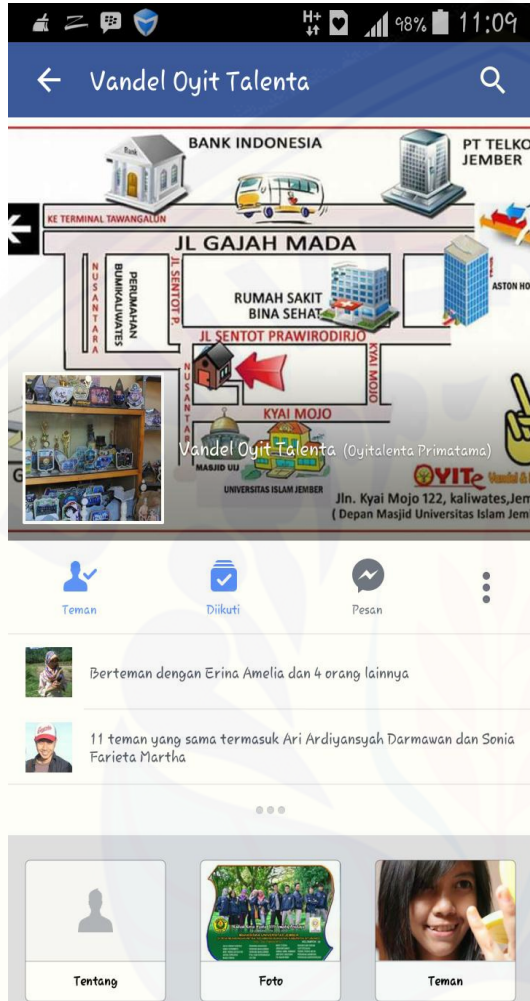 H+
98%
11:09
Vandel Oyit Talenta
BANK INDONESIA
PT TELKO
JEMBER
Bank
KE TERMINAL TAWANGALUN
JL GAJAH MADA
NUSANTARA
PERUMAHAN
BUMIKALIWATES
JL SENTOT P.
RUMAH SAKIT
BINA SEHAT
ASTON HO
JL SENTOT PRAWIRODIRJO
NUSANTAR
KYAI MOJO
KYAI MOJO
Vandel Oyit Talenta (Oyitalenta Primatama)
MASJID UIJ
UNIVERSITAS ISLAM JEMBER
OYITe
Jln. Kyai Mojo 122, kaliwates,Jem
( Depan Masjid Universitas Islam Jem
Teman
Diikuti
Pesan
Berteman dengan Erina Amelia dan 4 orang lainnya
11 teman yang sama termasuk Ari Ardiyansyah Darmawan dan Sonia
Farieta Martha
Tentang
Foto
Teman